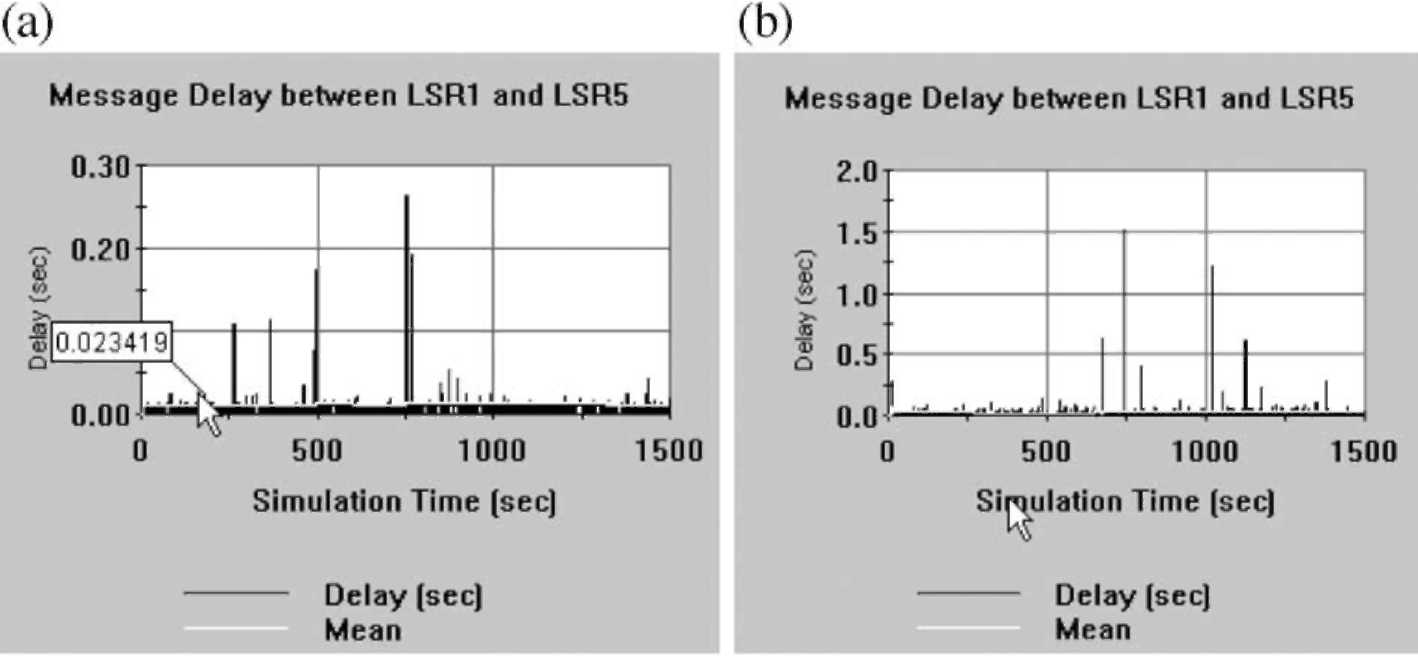 (a)
Message Delay between LSR1 and LSR5
0.30
0.20
0.00
Delay (sec)
0.023419
0 500 1000 1500
Simulation Time (sec)
Delay (sec)
Mean
(b)
Message Delay between LSR1 and LSR5
2.0
1.5
1.0
0.5
0.0
Delay (sec)
0 500 1000 1500
Simulation Time (sec)
Delay (sec)
Mean